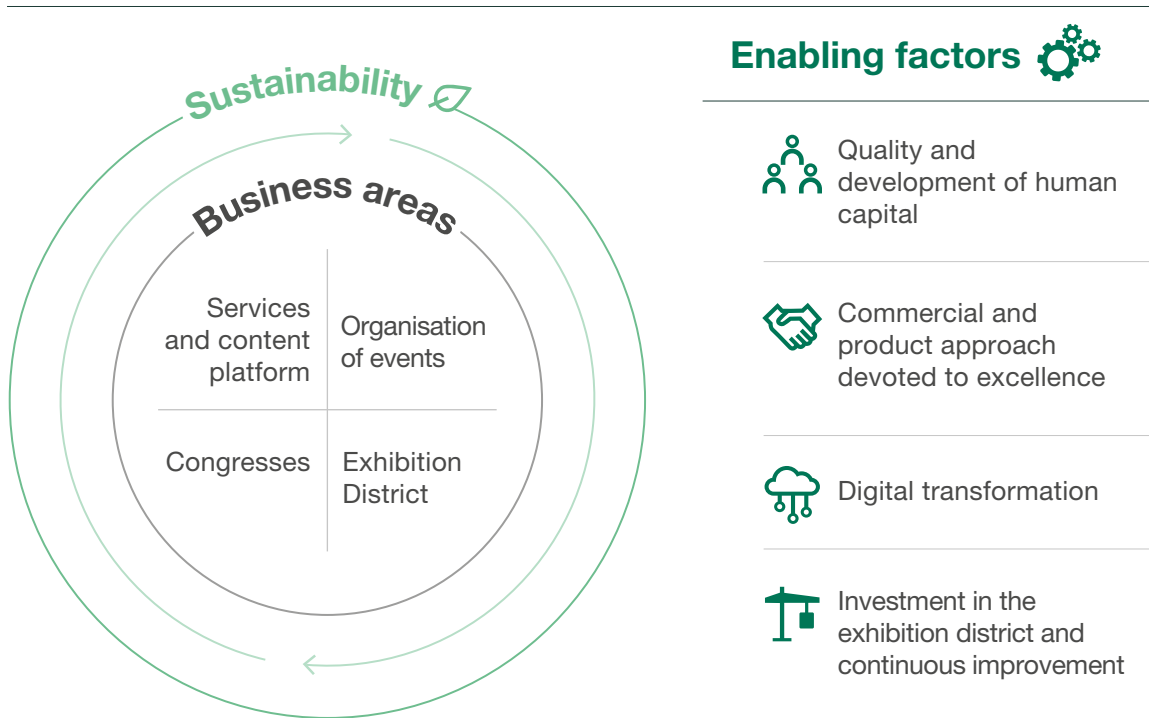 Sustainability
Business areas
Services
and content
platform
Organisation
of events
Congresses
Exhibition
District
Enabling factors
Quality and
development of human
capital
Commercial and
product approach
devoted to excellence
Digital transformation
Investment in the
exhibition district and
continuous improvement